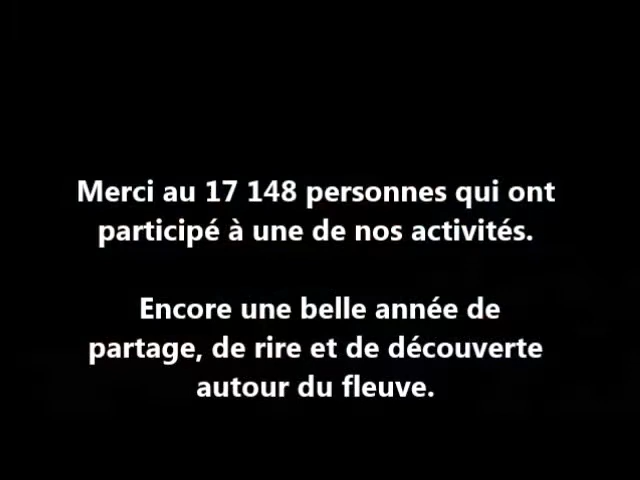 Merci au 17 148 personnes qui ont
participé à une de nos activités.
Encore une belle année de
partage, de rire et de découverte
autour du fleuve.